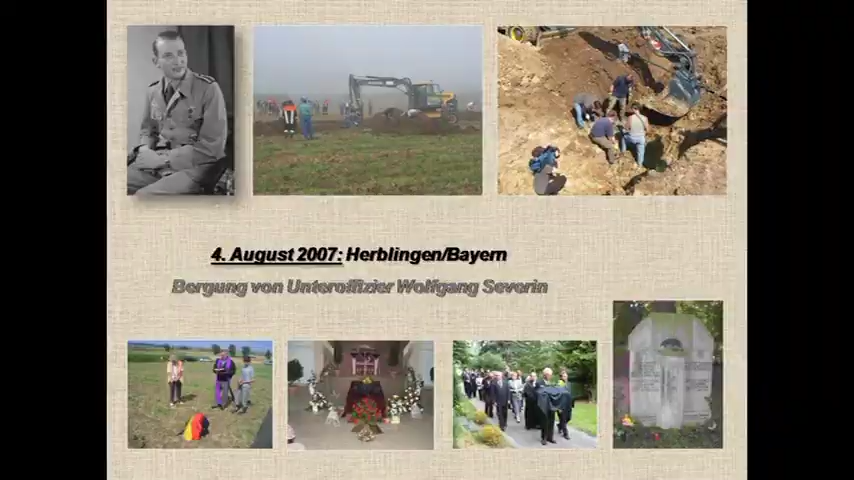 4. August 2007: Herblingen/Bayern
Bergung von Unteroffizier Wolfgang Severin